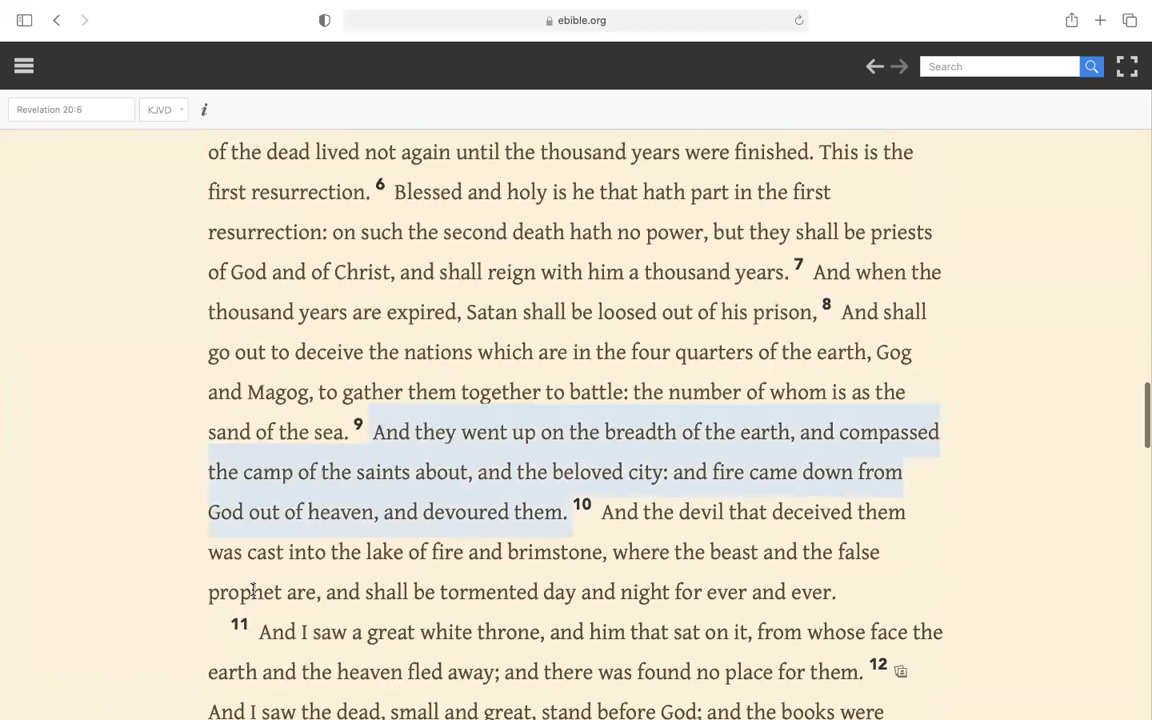 ebible.org
Search
Revelation 20:6
KJVD
i
of the dead lived not again until the thousand years were finished. This is the
first resurrection. 6 Blessed and holy is he that hath part in the first
resurrection: on such the second death hath no power, but they shall be priests
of God and of Christ, and shall reign with him a thousand years. 7 And when the
thousand years are expired, Satan shall be loosed out of his prison, 8 And shall
go out to deceive the nations which are in the four quarters of the earth, Gog
and Magog, to gather them together to battle: the number of whom is as the
sand of the sea. 9 And they went up on the breadth of the earth, and compassed
the camp of the saints about, and the beloved city: and fire came down from
God out of heaven, and devoured them. 10 And the devil that deceived them
was cast into the lake of fire and brimstone, where the beast and the false
prophet are, and shall be tormented day and night for ever and ever.
11 And I saw a great white throne, and him that sat on it, from whose face the
earth and the heaven fled away; and there was found no place for them. 12
And I saw the dead, small and great, stand before God; and the books were